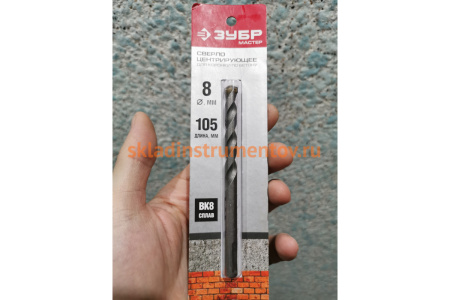 ЗУБР
МАСТЕР
СВЕРЛО
ЦЕНТРИРУЮЩЕЕ
8
Ø, ММ
105
ДЛИНА, ММ
skladinstrumentov.ru
ВК8
СПЛАВ